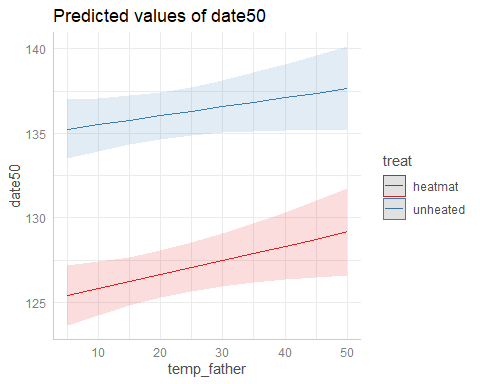 Predicted values of date50
140
135
130
125
date50
10
20
30
40
50
temp_father
treat
heatmat
unheated